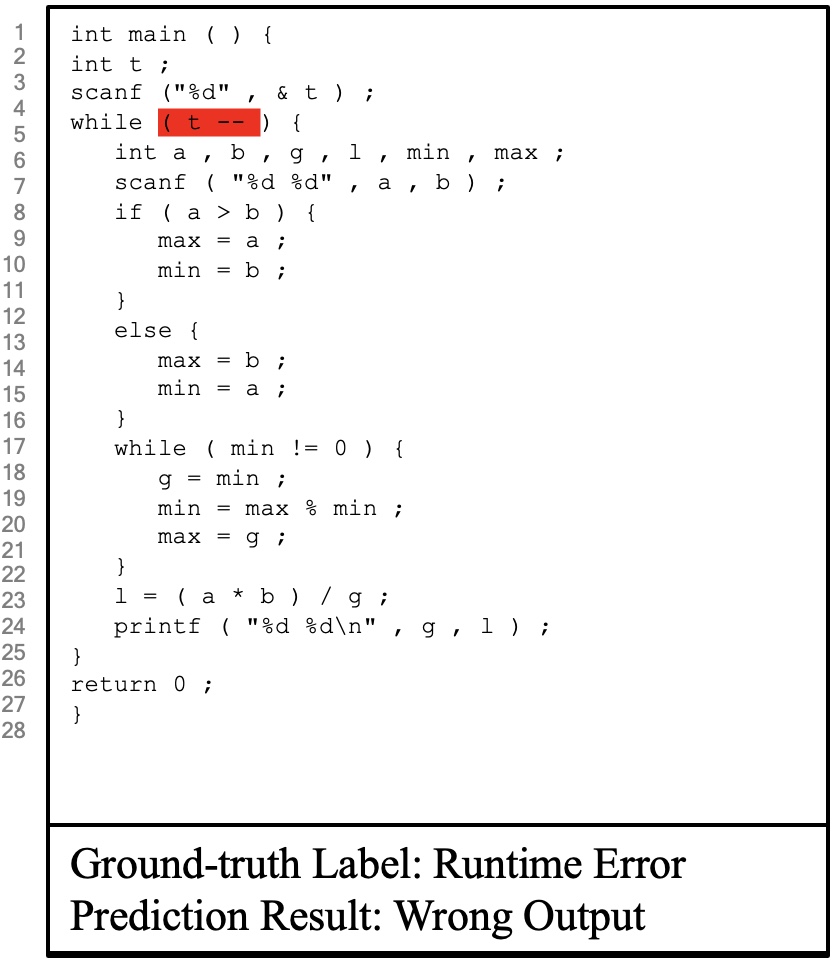 1 int main ( ) {
2 int t ;
3 scanf ("%d" , & t ) ;
4 while ( t -- ) {
5 int a , b , g , l , min , max ;
6 scanf ( "%d %d" , a , b ) ;
7 if ( a > b ) {
8 max = a ;
9 min = b ;
10 }
11 else {
12 max = b ;
13 min = a ;
14 }
15 while ( min != 0 ) {
16 g = min ;
17 min = max % min ;
18 max = g ;
19 }
20 l = ( a * b ) / g ;
21 printf ( "%d %d\n" , g , l ) ;
22 }
23 return 0 ;
24 }
25
26
27
28
Ground-truth Label: Runtime Error
Prediction Result: Wrong Output